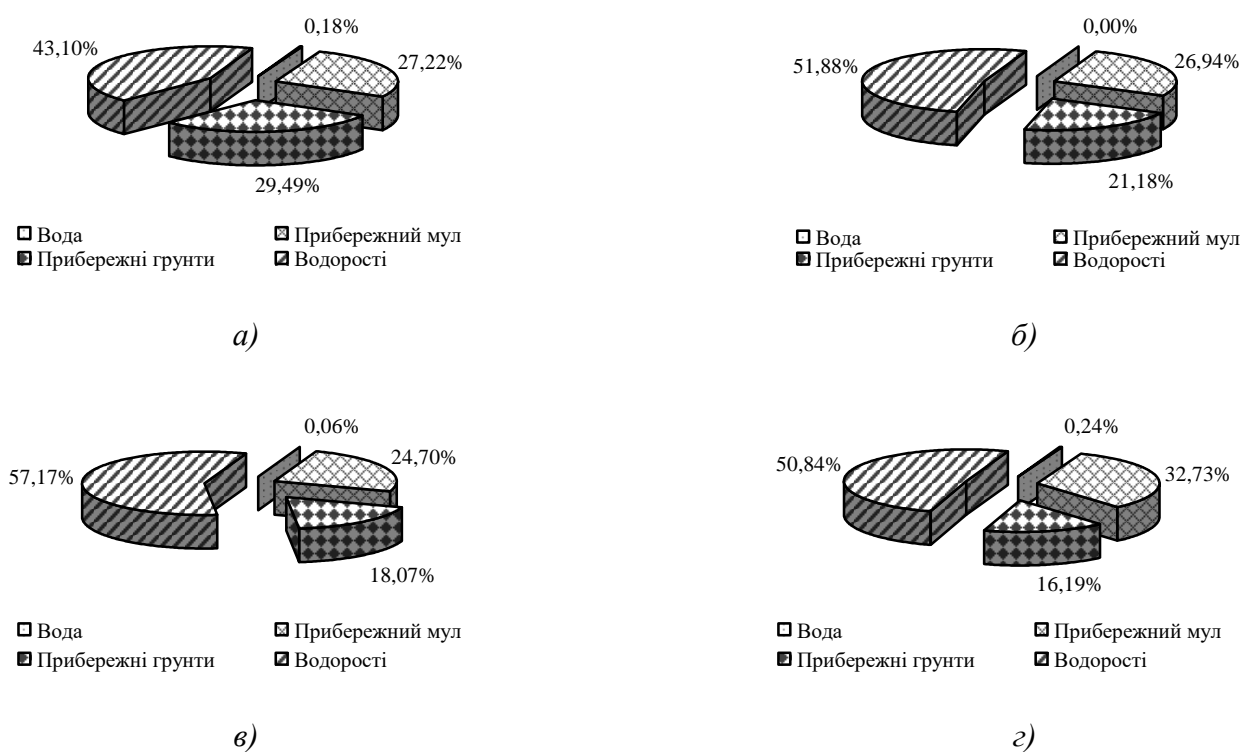 0,18%
43,10%
27,22%
29,49%
Вода
Прибережний мул
Прибережні грунти
Водорості
а)
0,00%
51,88%
26,94%
21,18%
Вода
Прибережний мул
Прибережні грунти
Водорості
б)
0,06%
57,17%
24,70%
18,07%
Вода
Прибережний мул
Прибережні грунти
Водорості
в)
0,24%
50,84%
32,73%
16,19%
Вода
Прибережний мул
Прибережні грунти
Водорості
г)